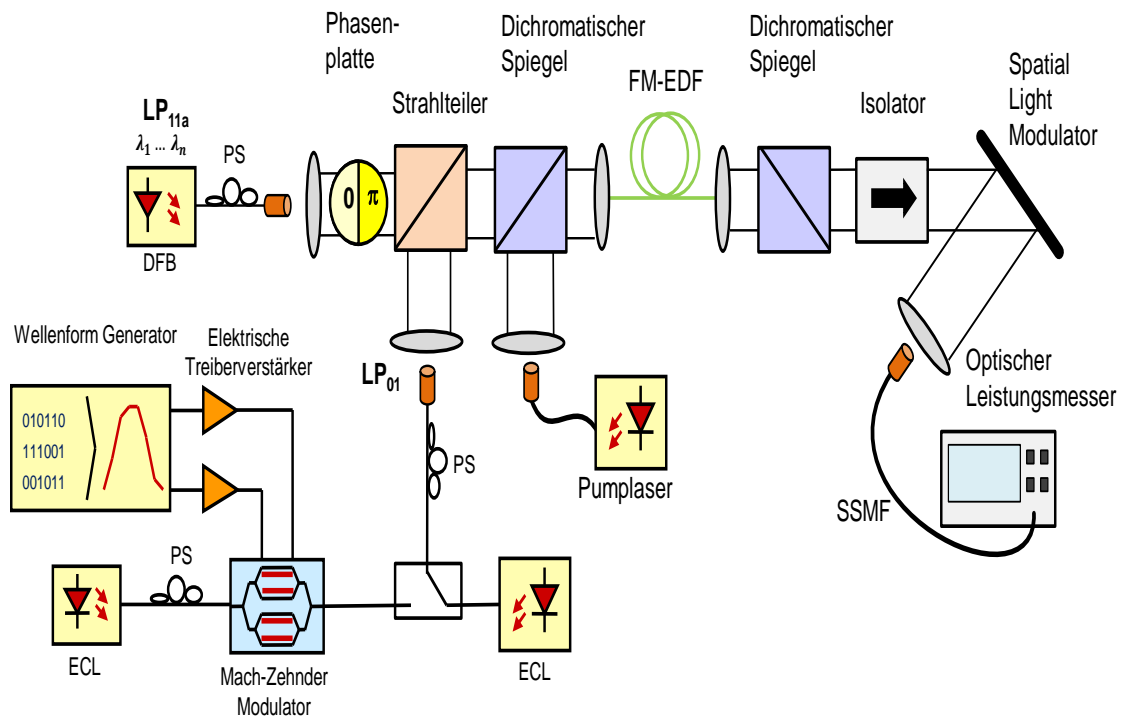 Phasen-
platte
Dichromatischer
Spiegel
Dichromatischer
Spiegel
Spatial
Light
Modulator
FM-EDF
Isolator
Strahlteiler
LP11a
λ1 ... λn
PS
0
π
DFB
Wellenform Generator
Elektrische
Treiberverstärker
LP01
Optischer
Leistungsmesser
010110
111001
001011
PS
Pumplaser
SSMF
PS
ECL
Mach-Zehnder
Modulator
ECL